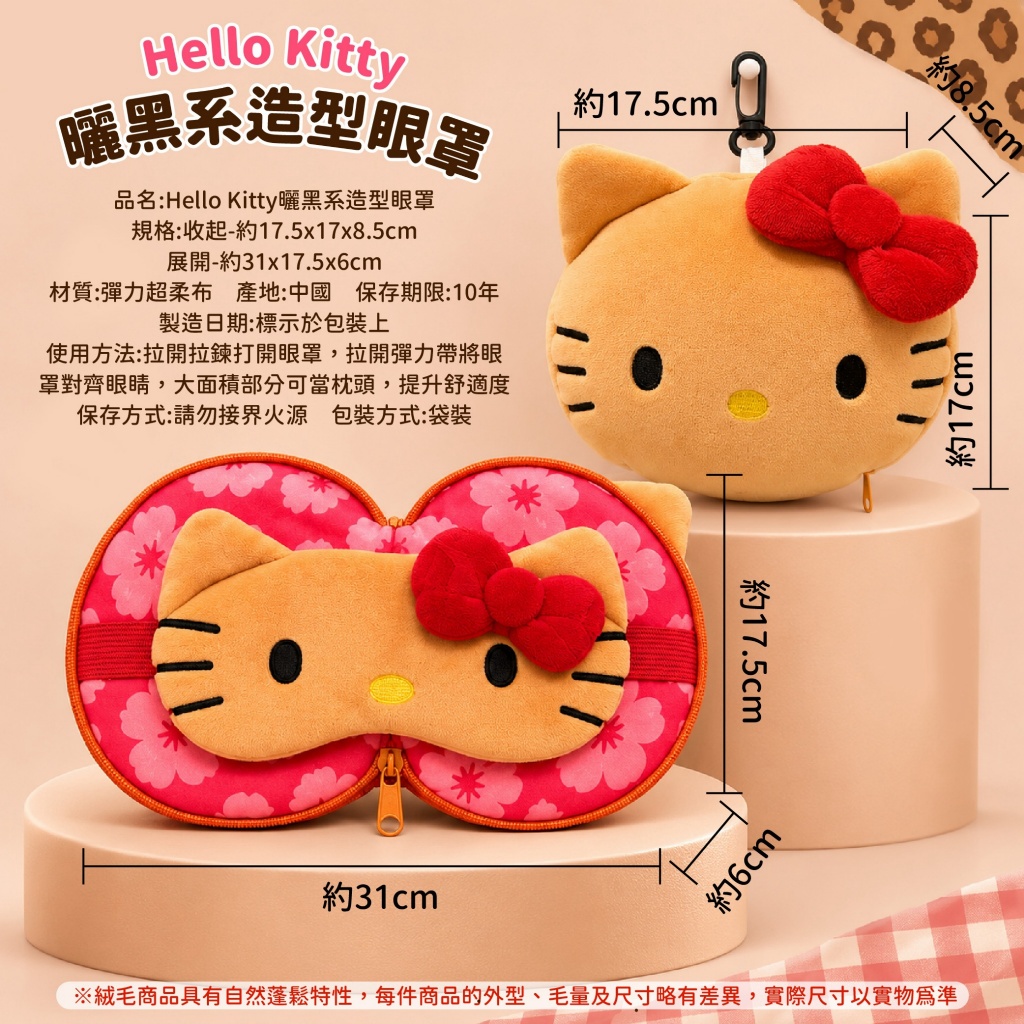 Hello Kitty
曬黑系造型眼罩
品名:Hello Kitty曬黑系造型眼罩
規格:收起-約17.5x17x8.5cm
展開-約31x17.5x6cm
材質:彈力超柔布 產地:中國 保存期限:10年
製造日期:標示於包裝上
使用方法:拉開拉鍊打開眼罩，拉開彈力帶將眼
罩對齊眼睛，大面積部分可當枕頭，提升舒適度
保存方式:請勿接界火源 包裝方式:袋裝
約17.5cm
約8.5cm
約17cm
約17.5cm
約31cm
約6cm
※絨毛商品具有自然蓬鬆特性，每件商品的外型、毛量及尺寸略有差異，實際尺寸以實物為準